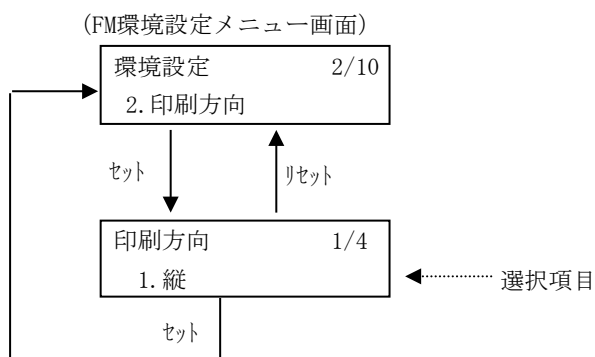 (FM環境設定メニュー画面)
環境設定 2/10
2.印刷方向
ｾｯﾄ ﾘｾｯﾄ
印刷方向 1/4
1.縦
選択項目
ｾｯﾄ